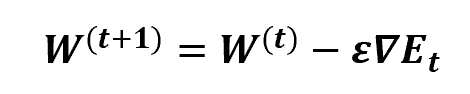 W^(t+1) = W^(t) − ε∇E_t